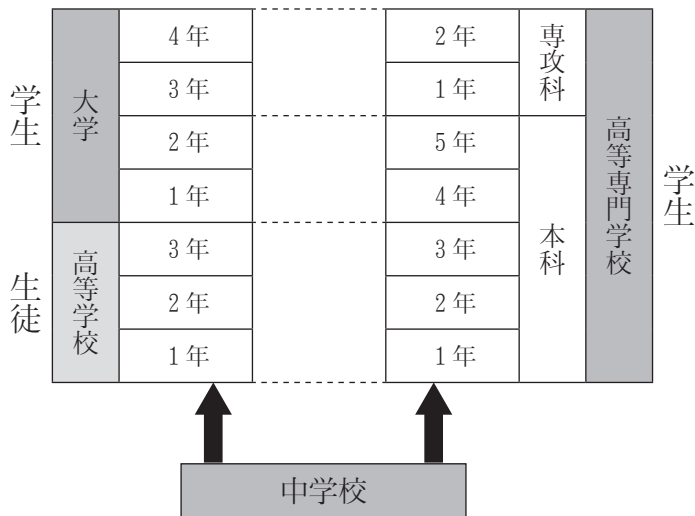 学生
大学
4年
3年
2年
1年
生徒
高等学校
3年
2年
1年
2年
1年
専攻科
5年
4年
3年
2年
1年
本科
高等専門学校
学生
中学校